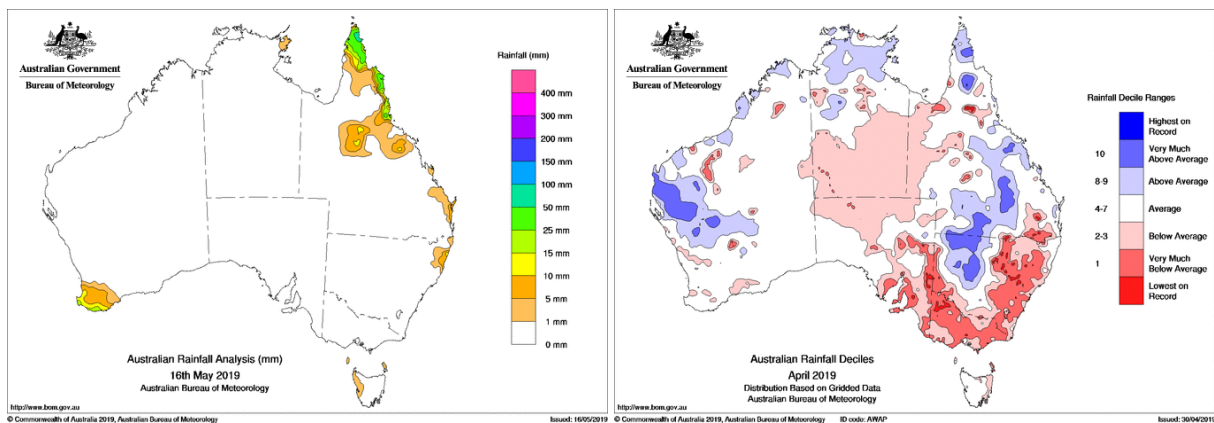 Australian Government
Bureau of Meteorology
Rainfall (mm)
400 mm
300 mm
200 mm
150 mm
100 mm
50 mm
25 mm
15 mm
10 mm
5 mm
1 mm
0 mm
Australian Rainfall Analysis (mm)
16th May 2019
Australian Bureau of Meteorology
http://www.bom.gov.au
© Commonwealth of Australia 2019, Australian Bureau of Meteorology
Issued: 16/05/2019
Australian Government
Bureau of Meteorology
Rainfall Decile Ranges
Highest on
Record
10 Very Much
Above Average
8-9 Above Average
4-7 Average
2-3 Below Average
1 Very Much
Below Average
Lowest on
Record
Australian Rainfall Deciles
April 2019
Distribution Based on Gridded Data
Australian Bureau of Meteorology
http://www.bom.gov.au
© Commonwealth of Australia 2019, Australian Bureau of Meteorology
ID code: AWAP
Issued: 30/04/2019